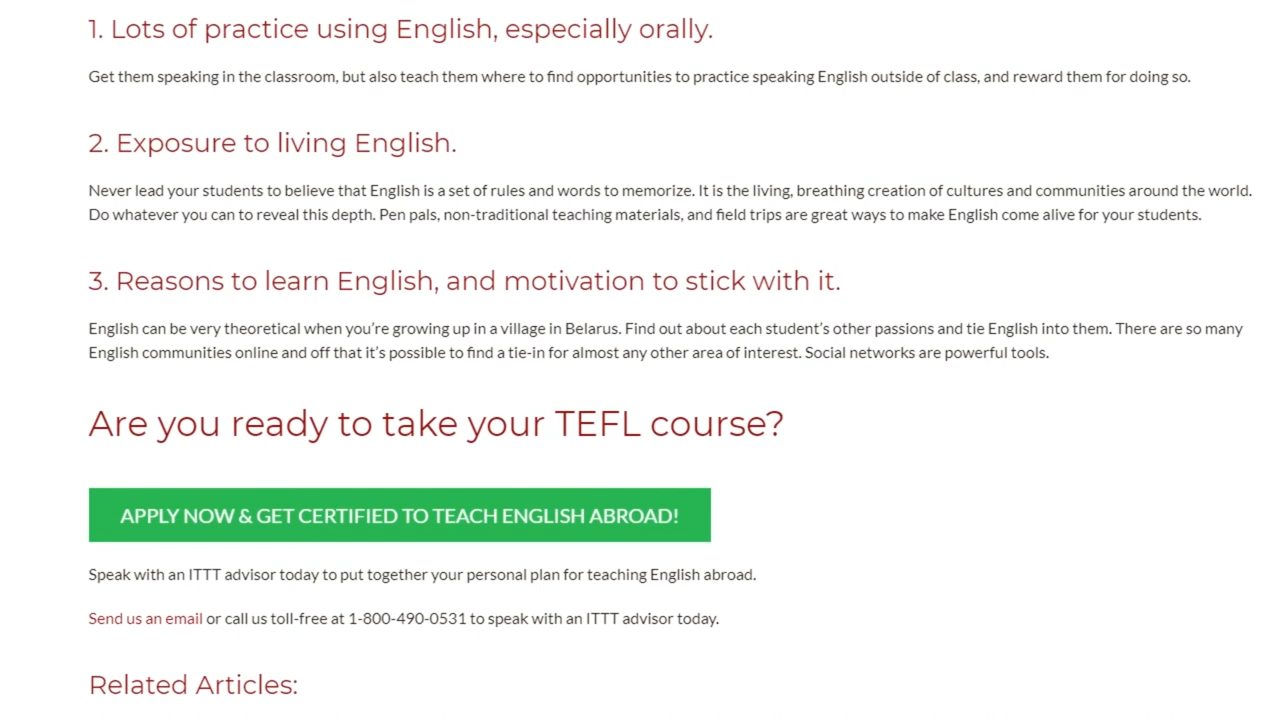 1. Lots of practice using English, especially orally.
Get them speaking in the classroom, but also teach them where to find opportunities to practice speaking English outside of class, and reward them for doing so.
2. Exposure to living English.
Never lead your students to believe that English is a set of rules and words to memorize. It is the living, breathing creation of cultures and communities around the world.
Do whatever you can to reveal this depth. Pen pals, non-traditional teaching materials, and field trips are great ways to make English come alive for your students.
3. Reasons to learn English, and motivation to stick with it.
English can be very theoretical when you’re growing up in a village in Belarus. Find out about each student’s other passions and tie English into them. There are so many
English communities online and off that it’s possible to find a tie-in for almost any other area of interest. Social networks are powerful tools.
Are you ready to take your TEFL course?
APPLY NOW & GET CERTIFIED TO TEACH ENGLISH ABROAD!
Speak with an ITTT advisor today to put together your personal plan for teaching English abroad.
Send us an email or call us toll-free at 1-800-490-0531 to speak with an ITTT advisor today.
Related Articles: